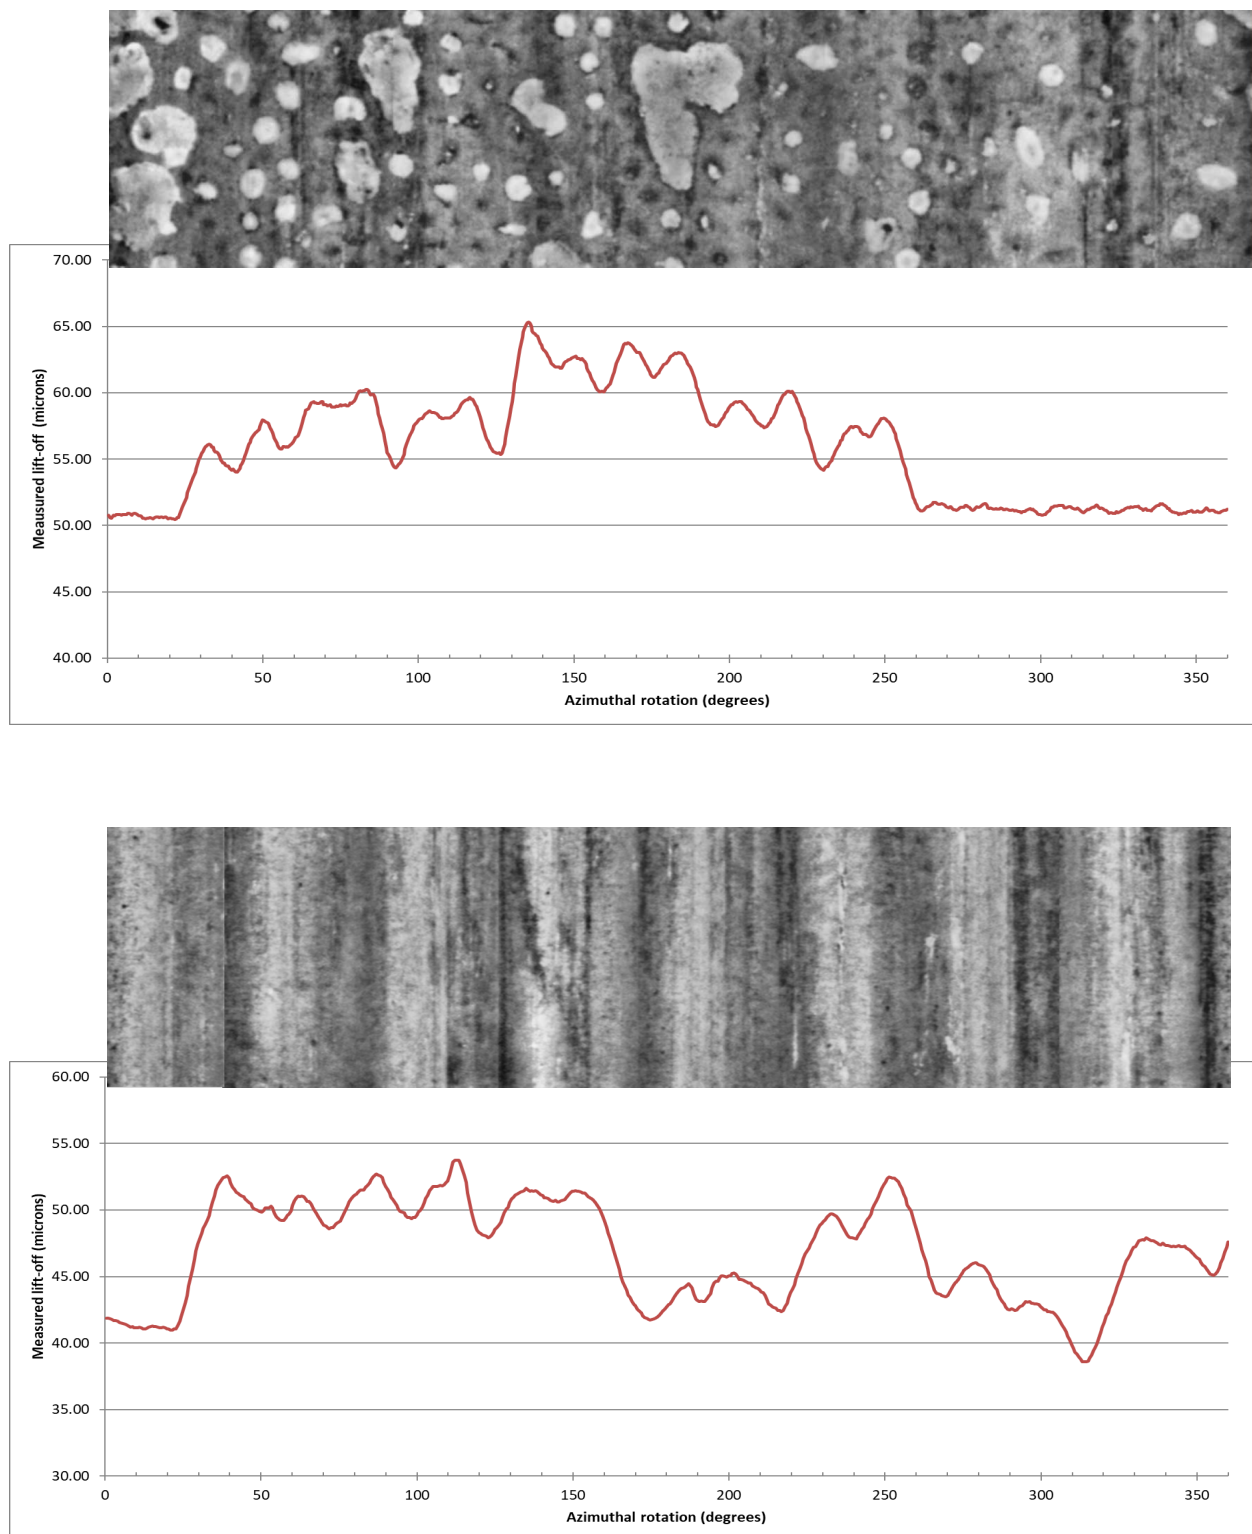 70.00
65.00
60.00
55.00
50.00
45.00
40.00
Meausured lift-off (microns)
0 50 100 150 200 250 300 350
Azimuthal rotation (degrees)
60.00
55.00
50.00
45.00
40.00
35.00
30.00
Measured lift-off (microns)
0 50 100 150 200 250 300 350
Azimuthal rotation (degrees)